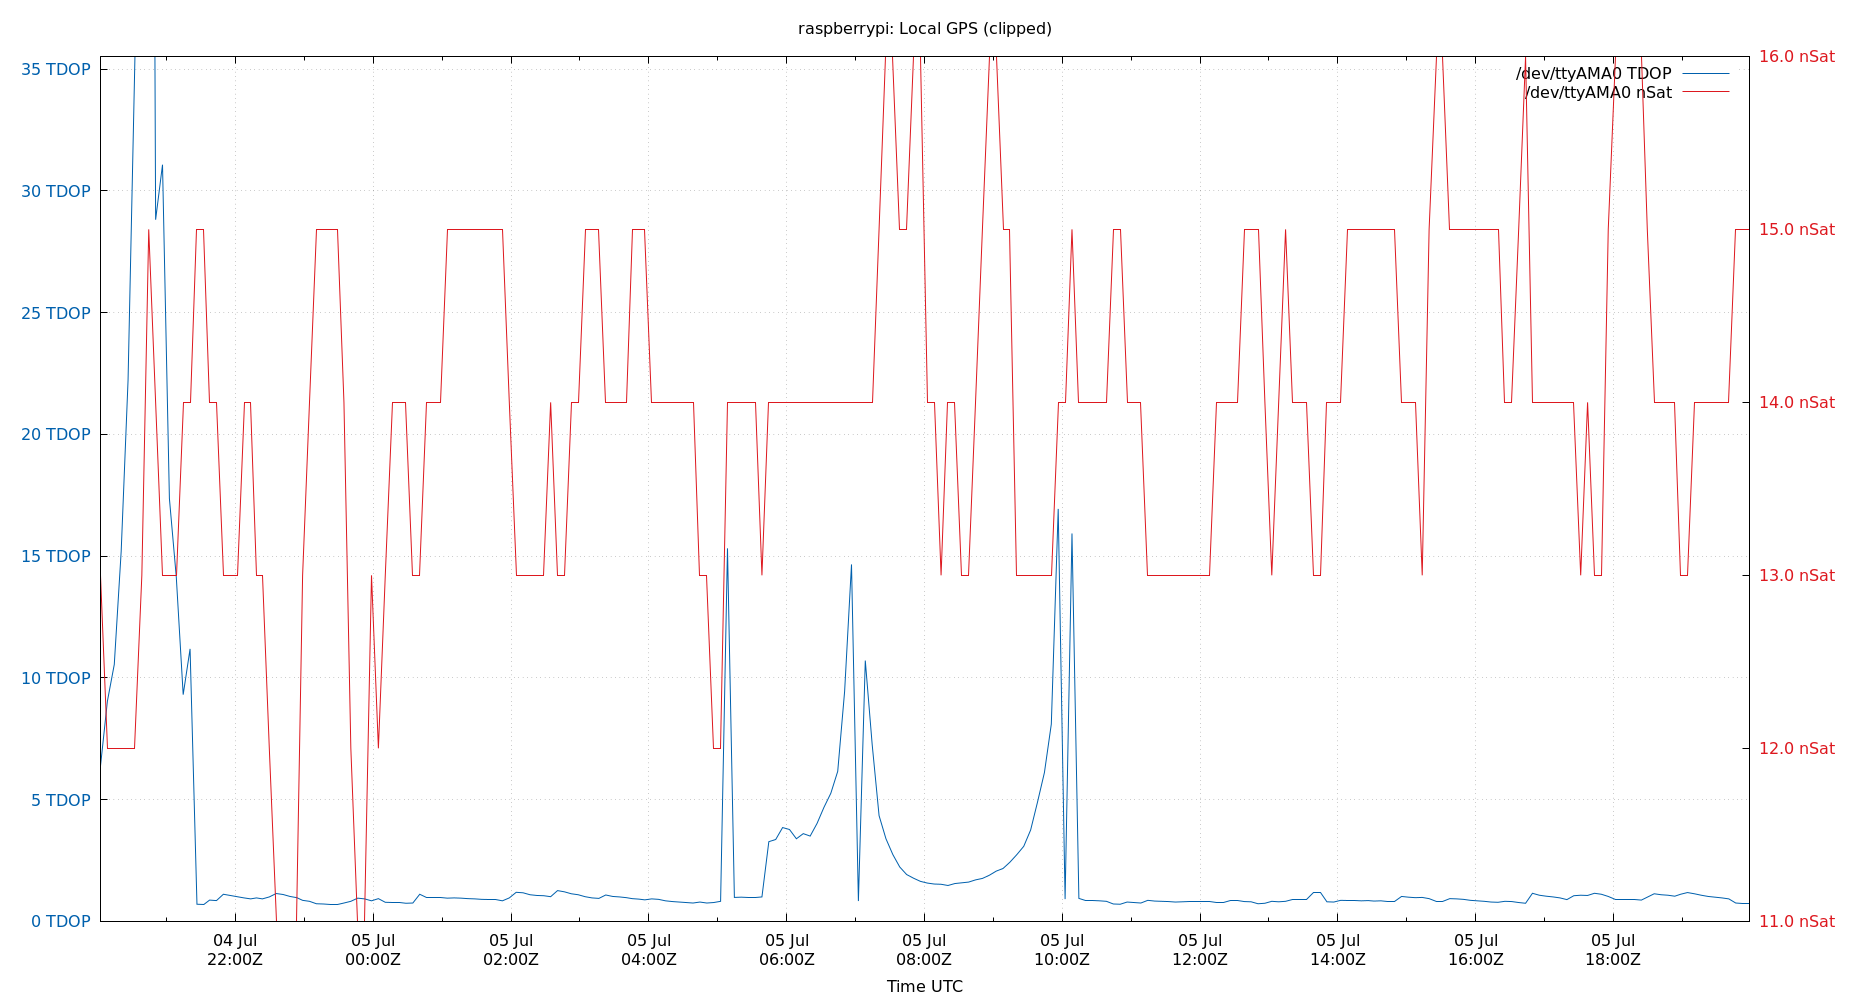 raspberrypi: Local GPS (clipped)
35 TDOP
30 TDOP
25 TDOP
20 TDOP
15 TDOP
10 TDOP
5 TDOP
0 TDOP
16.0 nSat
15.0 nSat
14.0 nSat
13.0 nSat
12.0 nSat
11.0 nSat
/dev/ttyAMA0 TDOP
/dev/ttyAMA0 nSat
04 Jul 05 Jul 05 Jul 05 Jul 05 Jul 05 Jul 05 Jul 05 Jul 05 Jul 05 Jul 05 Jul
22:00Z 00:00Z 02:00Z 04:00Z 06:00Z 08:00Z 10:00Z 12:00Z 14:00Z 16:00Z 18:00Z
Time UTC